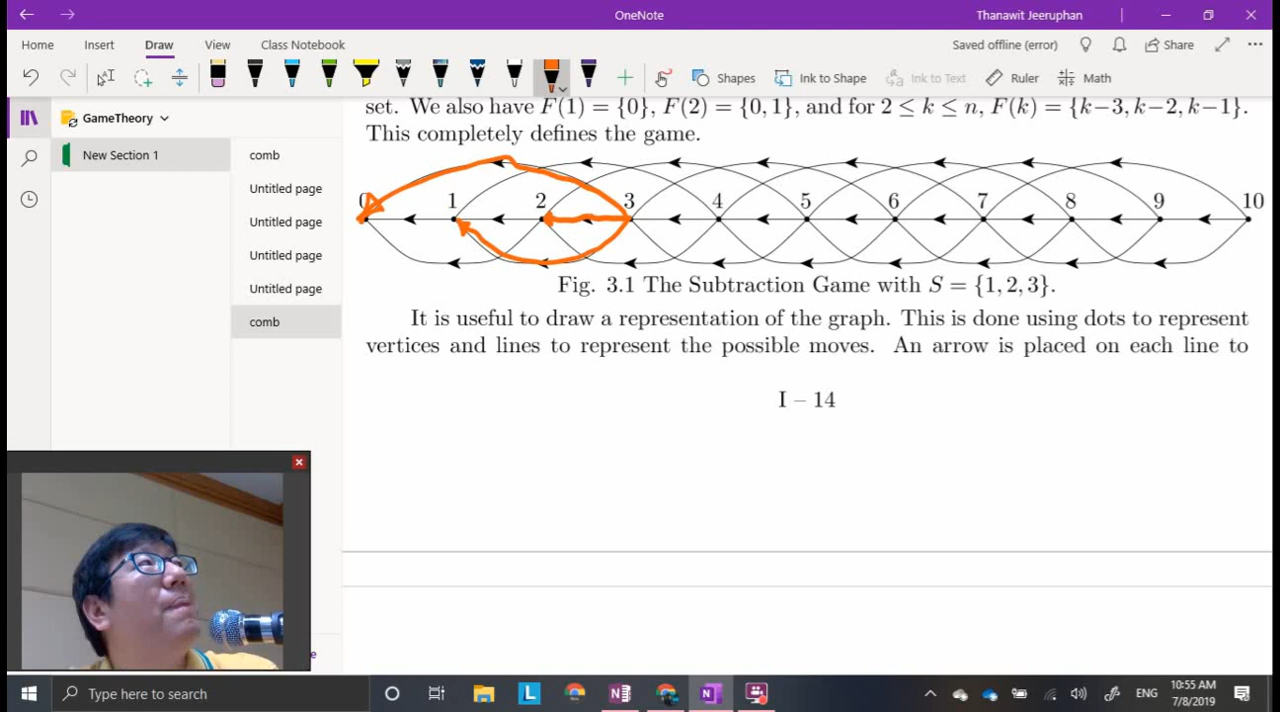 OneNote
Thanawit Jeeruphan
Home Insert Draw View Class Notebook
Saved offline (error) Share
Shapes Ink to Shape Ink to Text Ruler Math
GameTheory
New Section 1
comb
Untitled page
Untitled page
Untitled page
Untitled page
comb
set. We also have F(1) = {0}, F(2) = {0, 1}, and for 2 ≤ k ≤ n, F(k) = {k−3, k−2, k−1}.
This completely defines the game.
0 1 2 3 4 5 6 7 8 9 10
Fig. 3.1 The Subtraction Game with S = {1, 2, 3}.
It is useful to draw a representation of the graph. This is done using dots to represent
vertices and lines to represent the possible moves. An arrow is placed on each line to
I – 14
Type here to search
L
N
N
ENG
10:55 AM
7/8/2019